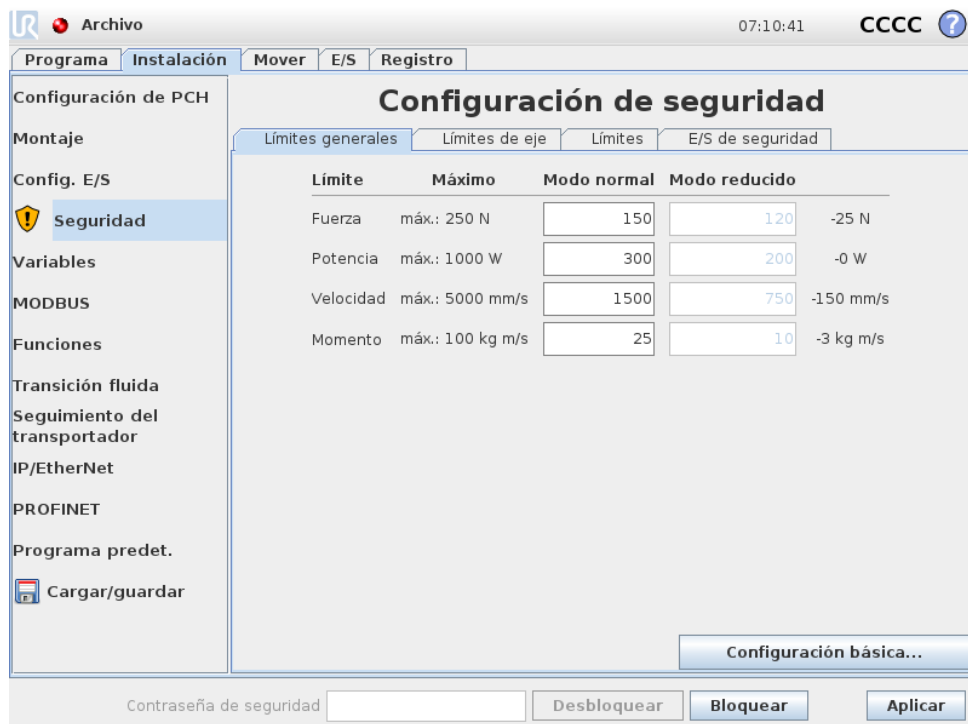 UR Archivo 07:10:41 CCCC ?
Programa Instalación Mover E/S Registro
Configuración de PCH
Montaje
Config. E/S
Seguridad
Variables
MODBUS
Funciones
Transición fluida
Seguimiento del
transportador
IP/EtherNet
PROFINET
Programa predet.
Cargar/guardar
Configuración de seguridad
Límites generales Límites de eje Límites E/S de seguridad
Límite Máximo Modo normal Modo reducido
Fuerza máx.: 250 N 150 120 -25 N
Potencia máx.: 1000 W 300 200 -0 W
Velocidad máx.: 5000 mm/s 1500 750 -150 mm/s
Momento máx.: 100 kg m/s 25 10 -3 kg m/s
Configuración básica...
Contraseña de seguridad Desbloquear Bloquear Aplicar